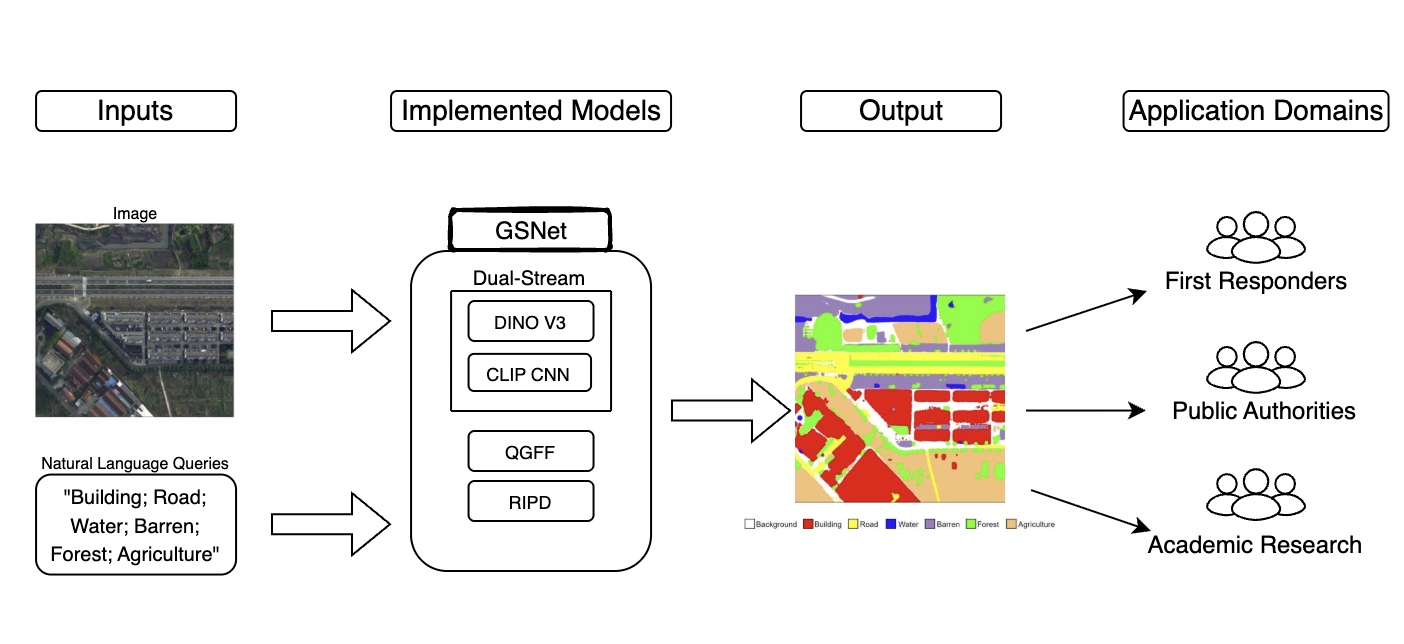 Inputs
Implemented Models
Output
Application Domains
Image
Natural Language Queries
"Building; Road;
Water; Barren;
Forest; Agriculture"
GSNet
Dual-Stream
DINO V3
CLIP CNN
QGFF
RIPD
Background Building Road Water Barren Forest Agriculture
First Responders
Public Authorities
Academic Research